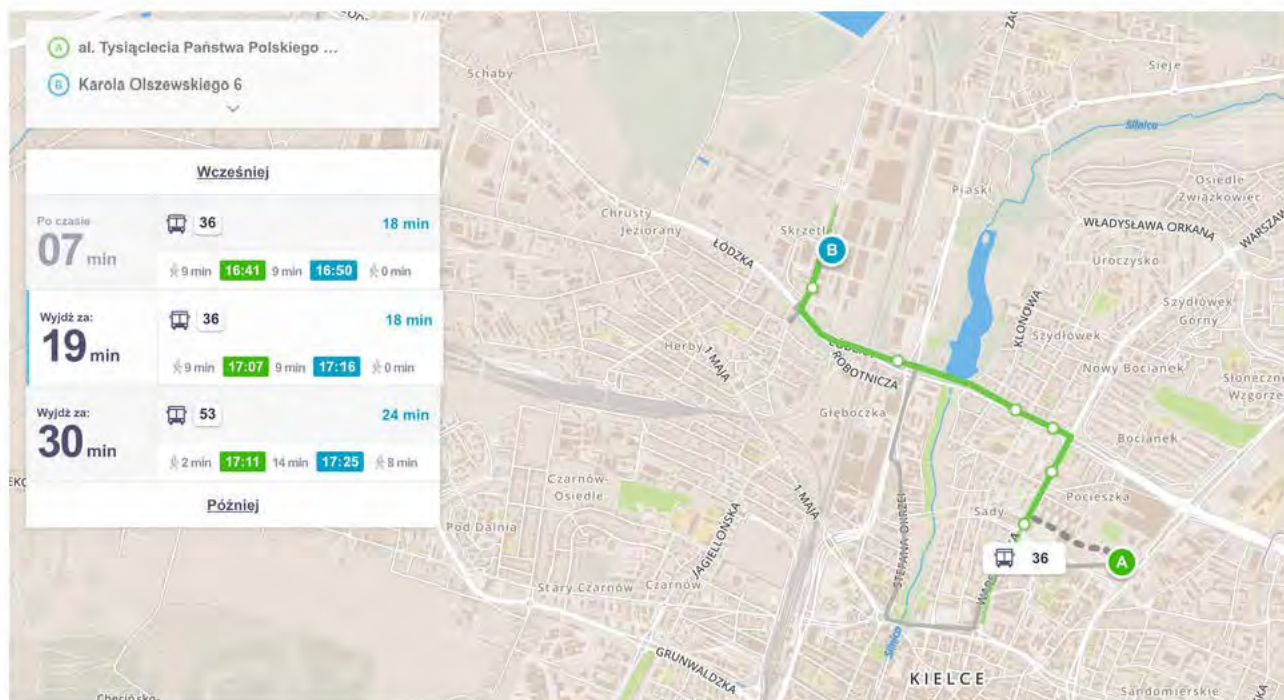 A al. Tysiąclecia Państwa Polskiego ...
B Karola Olszewskiego 6
Wcześniej
Po czasie
07 min
36
18 min
9 min 16:41 9 min 16:50 0 min
Wyjdź za:
19 min
36
18 min
9 min 17:07 9 min 17:16 0 min
Wyjdź za:
30 min
53
24 min
2 min 17:11 14 min 17:25 8 min
Później
Schaby
Sieje
Silnica
Piaski
Osiedle
Związkowiec
Chrusty
Jeziorany
ŁÓDZKA
B
WŁADYSŁAWA ORKANA
Uroczysko
KLONOWA
Szydłówek
Górny
Szydłówek
Herby
1 MAJA
ROBOTNICZA
Nowy Bocianek
Głęboczka
Bocianek
Czarnów-
Osiedle
1 MAJA
Pocieszka
Sady
Pod Dalnią
JAGIELLOŃSKA
STEFANA OKRZEI
36
A
Stary Czarnów
Czarnów
Silnica
GRUNWALDZKA
KIELCE
Sandomierskie